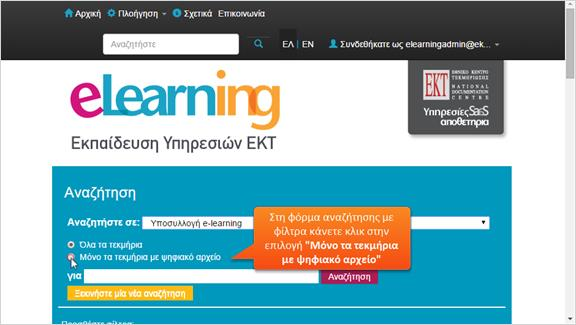 Αρχική Πλοήγηση Σχετικά Επικοινωνία
Αναζητήστε ΕΛ | EN Συνδεθήκατε ως elearningadmin@ek...
eLearning
Εκπαίδευση Υπηρεσιών ΕΚΤ
EKT
ΕΘΝΙΚΟ ΚΕΝΤΡΟ
ΤΕΚΜΗΡΙΩΣΗΣ
NATIONAL
DOCUMENTATION
CENTRE
Υπηρεσίες SaaS
αποθετήρια
Αναζήτηση
Αναζητήστε σε: Υποσυλλογή e-learning
Όλα τα τεκμήρια
Μόνο τα τεκμήρια με ψηφιακό αρχείο
για Αναζήτηση
Ξεκινήστε μία νέα αναζήτηση
Στη φόρμα αναζήτησης με
φίλτρα κάνετε κλικ στην
επιλογή "Μόνο τα τεκμήρια
με ψηφιακό αρχείο"
Προσθέστε φίλτρα: